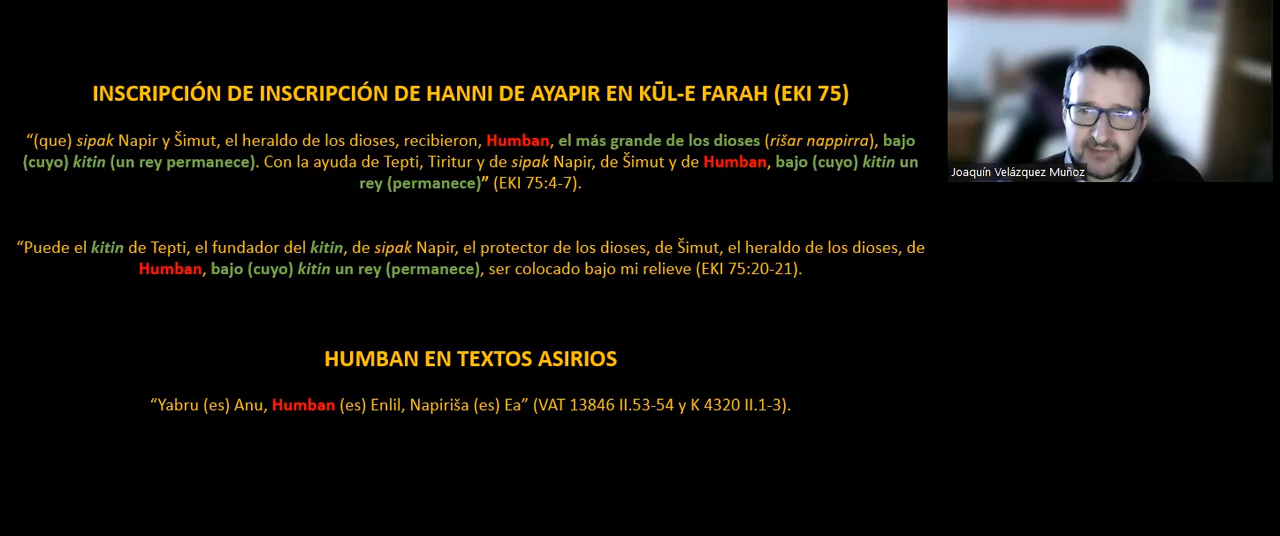 INSCRIPCIÓN DE INSCRIPCIÓN DE HANNI DE AYAPIR EN KŪL-E FARAH (EKI 75)
“(que) sipak Napir y Šimut, el heraldo de los dioses, recibieron, Humban, el más grande de los dioses (rišar nappirra), bajo
(cuyo) kitin (un rey permanece). Con la ayuda de Tepti, Tiritur y de sipak Napir, de Šimut y de Humban, bajo (cuyo) kitin un
rey (permanece)” (EKI 75:4-7).
“Puede el kitin de Tepti, el fundador del kitin, de sipak Napir, el protector de los dioses, de Šimut, el heraldo de los dioses, de
Humban, bajo (cuyo) kitin un rey (permanece), ser colocado bajo mi relieve (EKI 75:20-21).
HUMBAN EN TEXTOS ASIRIOS
“Yabru (es) Anu, Humban (es) Enlil, Napiriša (es) Ea” (VAT 13846 II.53-54 y K 4320 II.1-3).
Joaquín Velázquez Muñoz